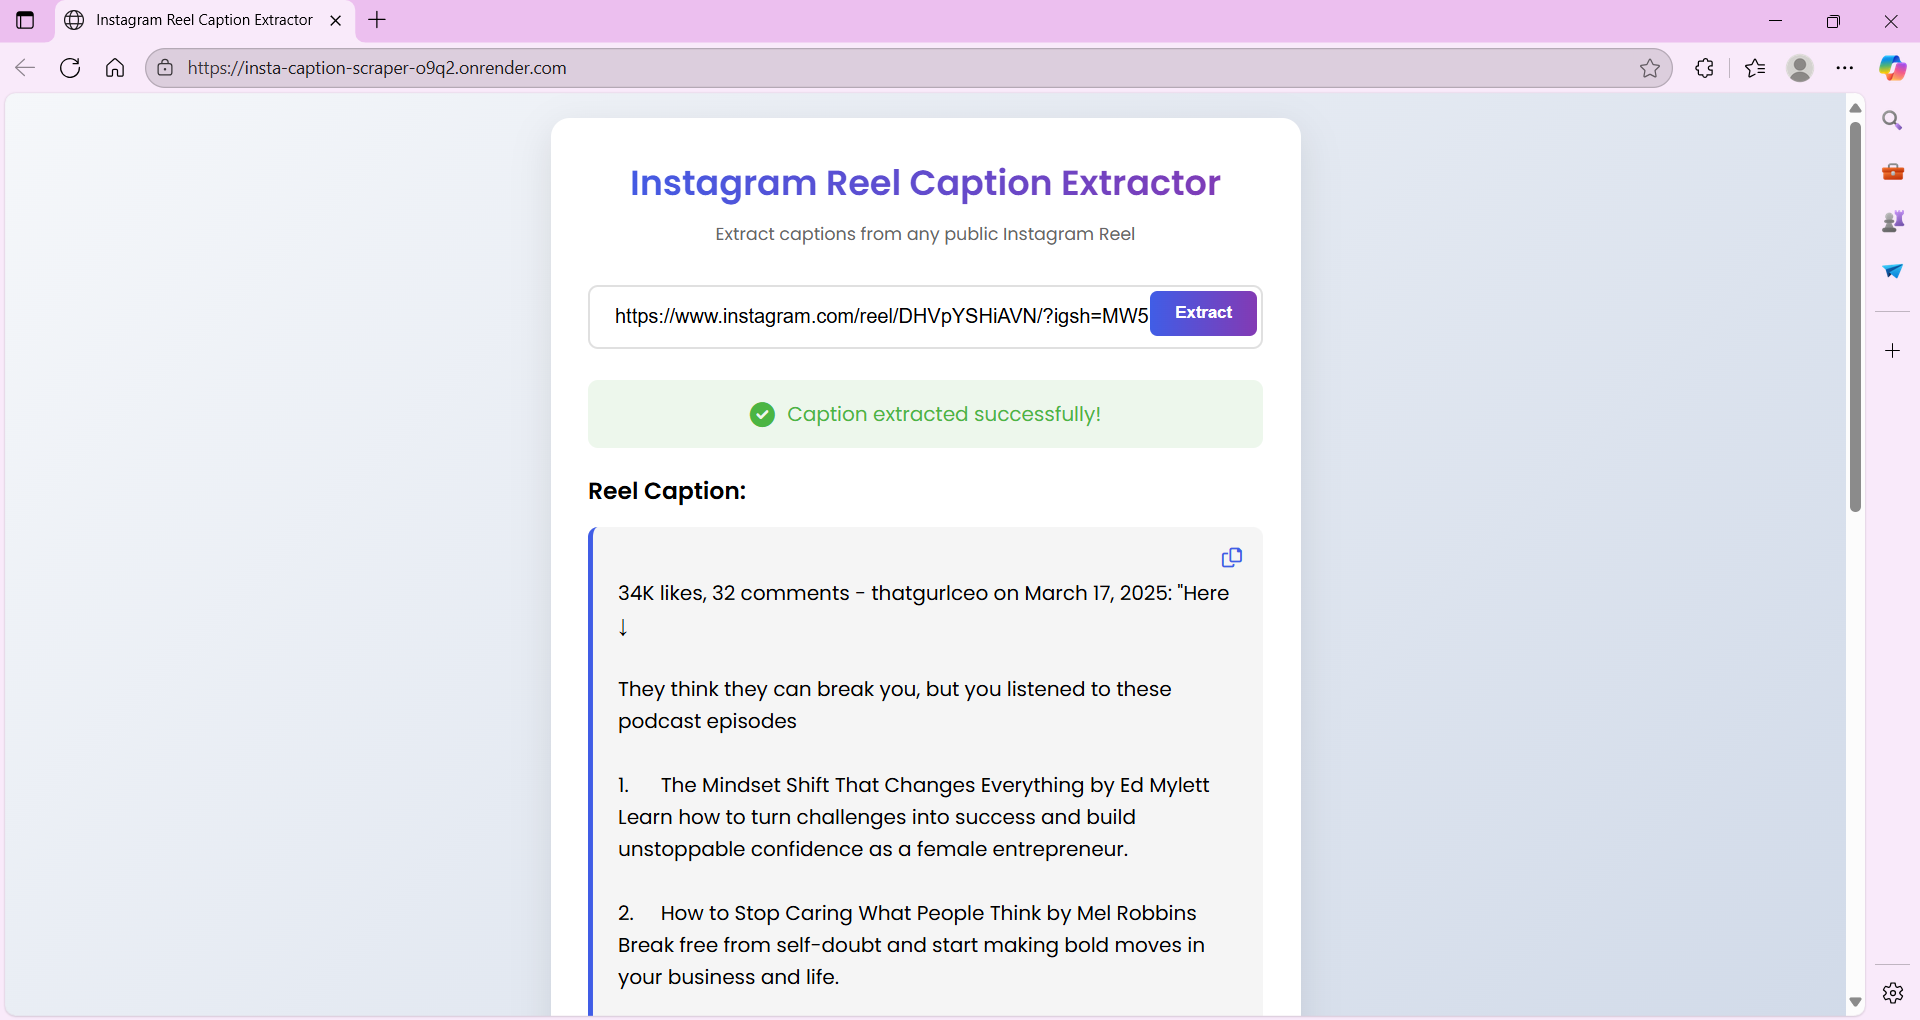 Instagram Reel Caption Extractor
https://insta-caption-scraper-o9q2.onrender.com
Instagram Reel Caption Extractor
Extract captions from any public Instagram Reel
https://www.instagram.com/reel/DHVpYSHiAVN/?igsh=MW5
Extract
Caption extracted successfully!
Reel Caption:
34K likes, 32 comments - thatgurlceo on March 17, 2025: "Here
↓
They think they can break you, but you listened to these
podcast episodes
1. The Mindset Shift That Changes Everything by Ed Mylett
Learn how to turn challenges into success and build
unstoppable confidence as a female entrepreneur.
2. How to Stop Caring What People Think by Mel Robbins
Break free from self-doubt and start making bold moves in
your business and life.